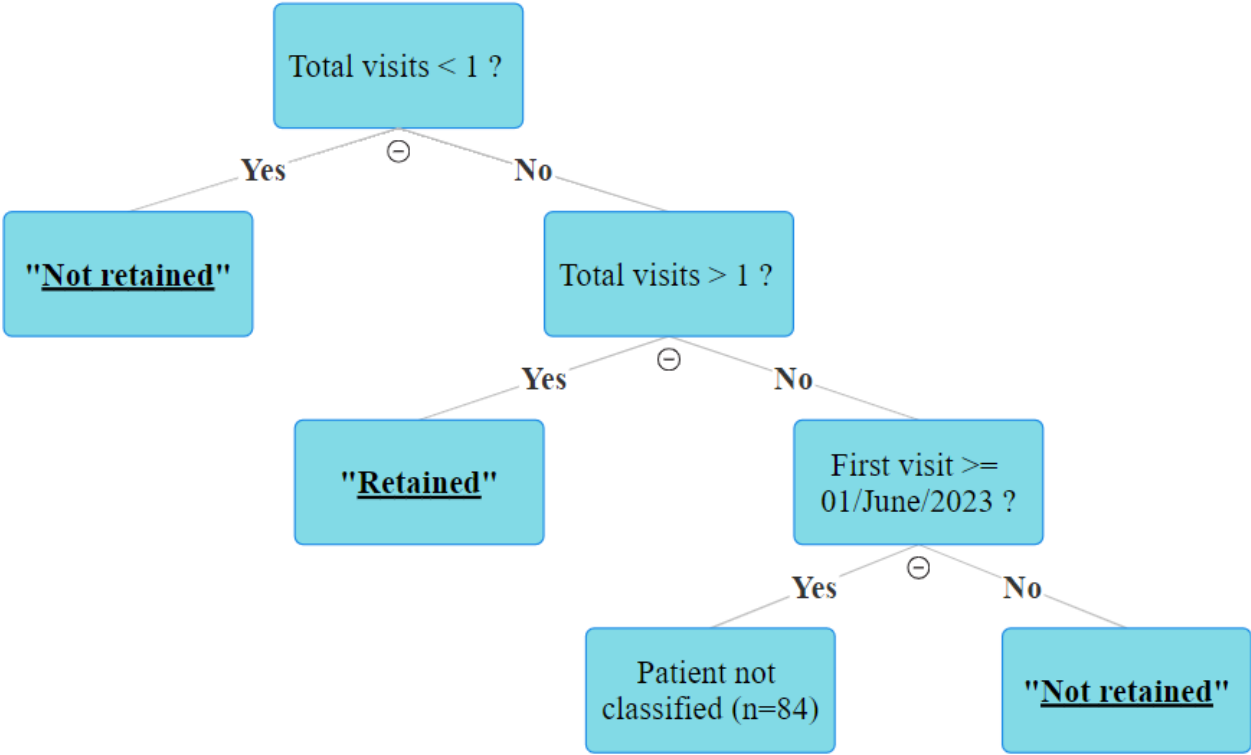 Total visits < 1 ?
Yes
No
"Not retained"
Total visits > 1 ?
Yes
No
"Retained"
First visit >=
01/June/2023 ?
Yes
No
Patient not
classified (n=84)
"Not retained"